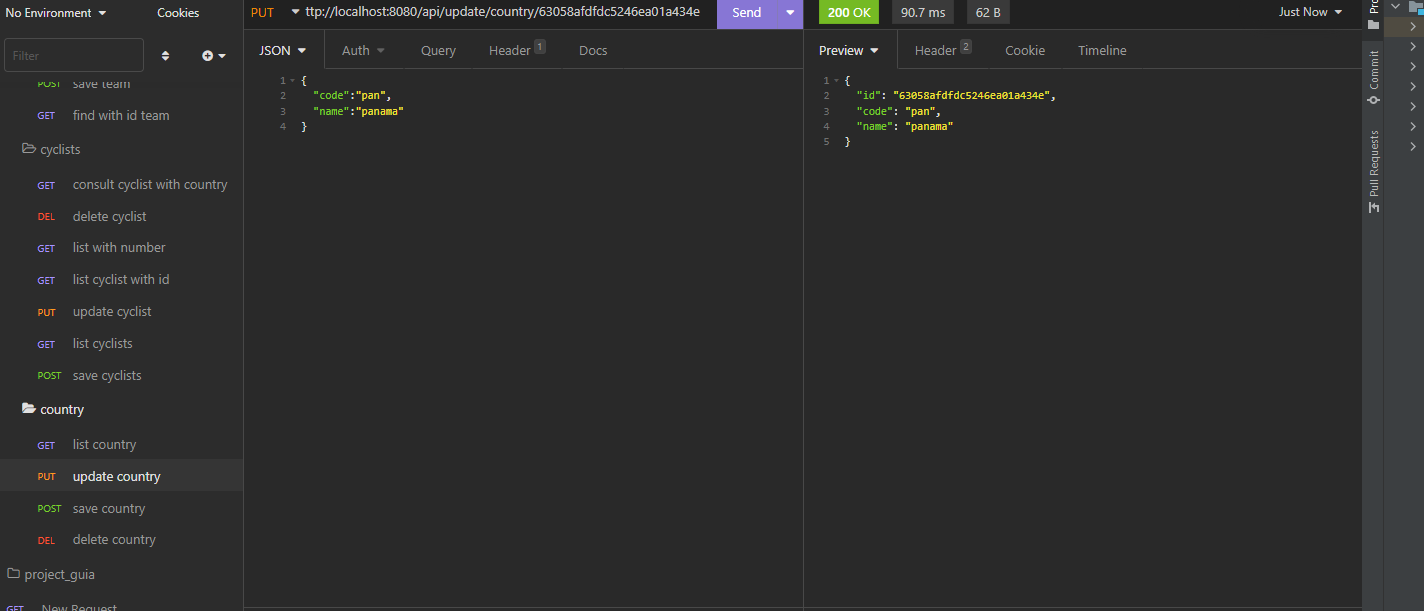 No Environment
Cookies
Filter
POST save team
GET find with id team
cyclists
GET consult cyclist with country
DEL delete cyclist
GET list with number
GET list cyclist with id
PUT update cyclist
GET list cyclists
POST save cyclists
country
GET list country
PUT update country
POST save country
DEL delete country
project_guia
GET New Request
PUT
ttp://localhost:8080/api/update/country/63058afdfdc5246ea01a434e
Send
JSON
Auth
Query
Header 1
Docs
1 {
2 "code":"pan",
3 "name":"panama"
4 }
200 OK
90.7 ms
62 B
Just Now
Preview
Header 2
Cookie
Timeline
1 {
2 "id": "63058afdfdc5246ea01a434e",
3 "code": "pan",
4 "name": "panama"
5 }
Commit
Pull Requests